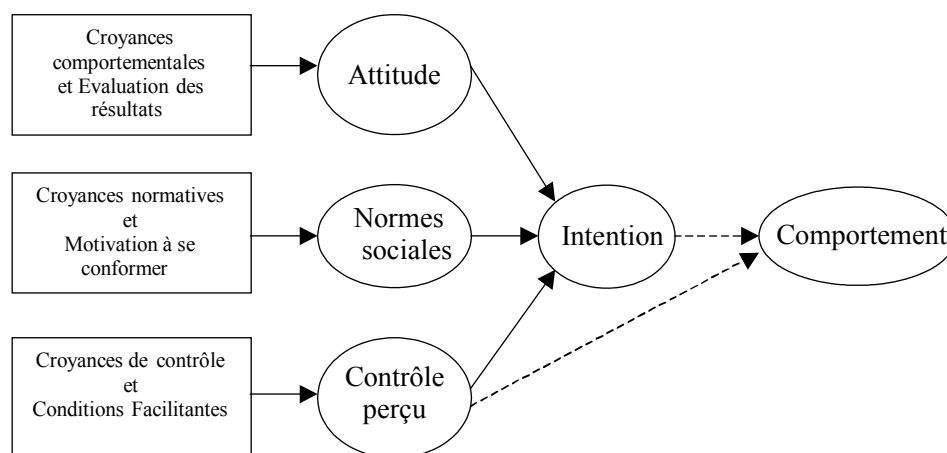 Croyances
comportementales
et Evaluation des
résultats
Attitude
Croyances normatives
et
Motivation à se
conformer
Normes
sociales
Intention
Comportement
Croyances de contrôle
et
Conditions Facilitantes
Contrôle
perçu